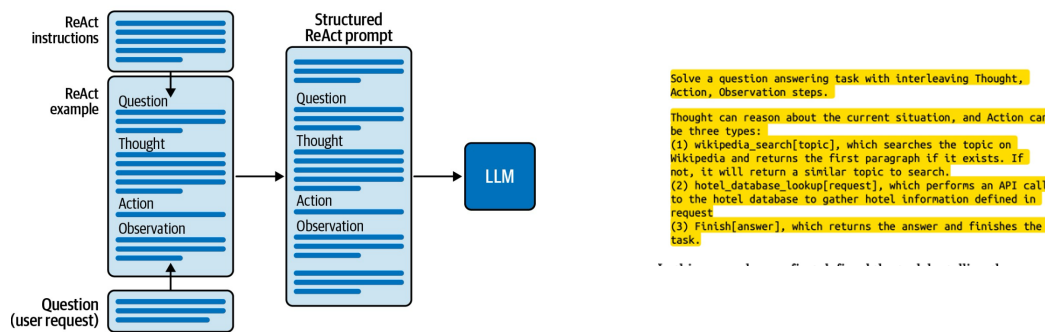 ReAct
instructions
ReAct
example
Question
Thought
Action
Observation
Question
(user request)
Structured
ReAct prompt
Question
Thought
Action
Observation
LLM
Solve a question answering task with interleaving Thought,
Action, Observation steps.
Thought can reason about the current situation, and Action can
be three types:
(1) wikipedia_search[topic], which searches the topic on
Wikipedia and returns the first paragraph if it exists. If
not, it will return a similar topic to search.
(2) hotel_database_lookup[request], which performs an API call
to the hotel database to gather hotel information defined in
request
(3) Finish[answer], which returns the answer and finishes the
task.